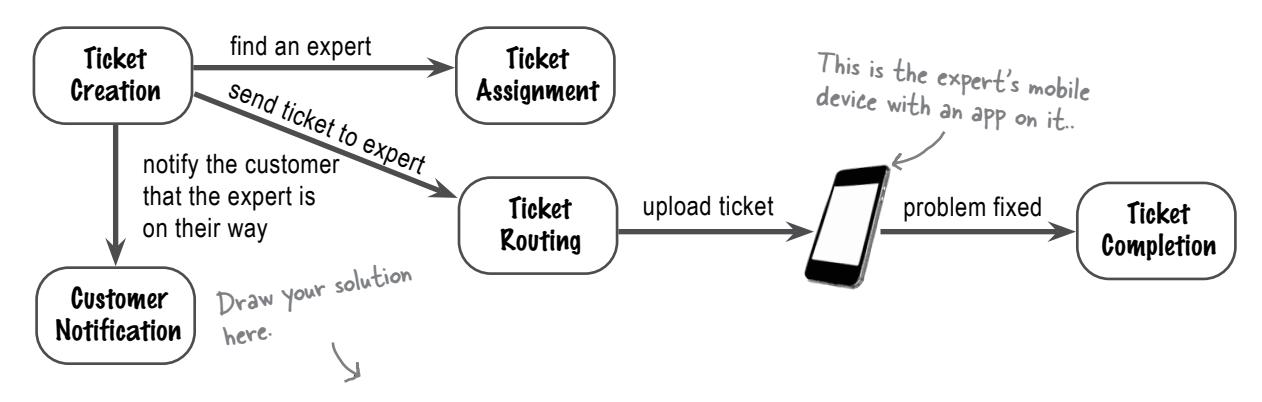 Ticket
Creation
find an expert
Ticket
Assignment
send ticket to expert
This is the expert's mobile
device with an app on it..
notify the customer
that the expert is
on their way
Ticket
Routing
upload ticket
problem fixed
Ticket
Completion
Customer
Notification
Draw your solution
here.